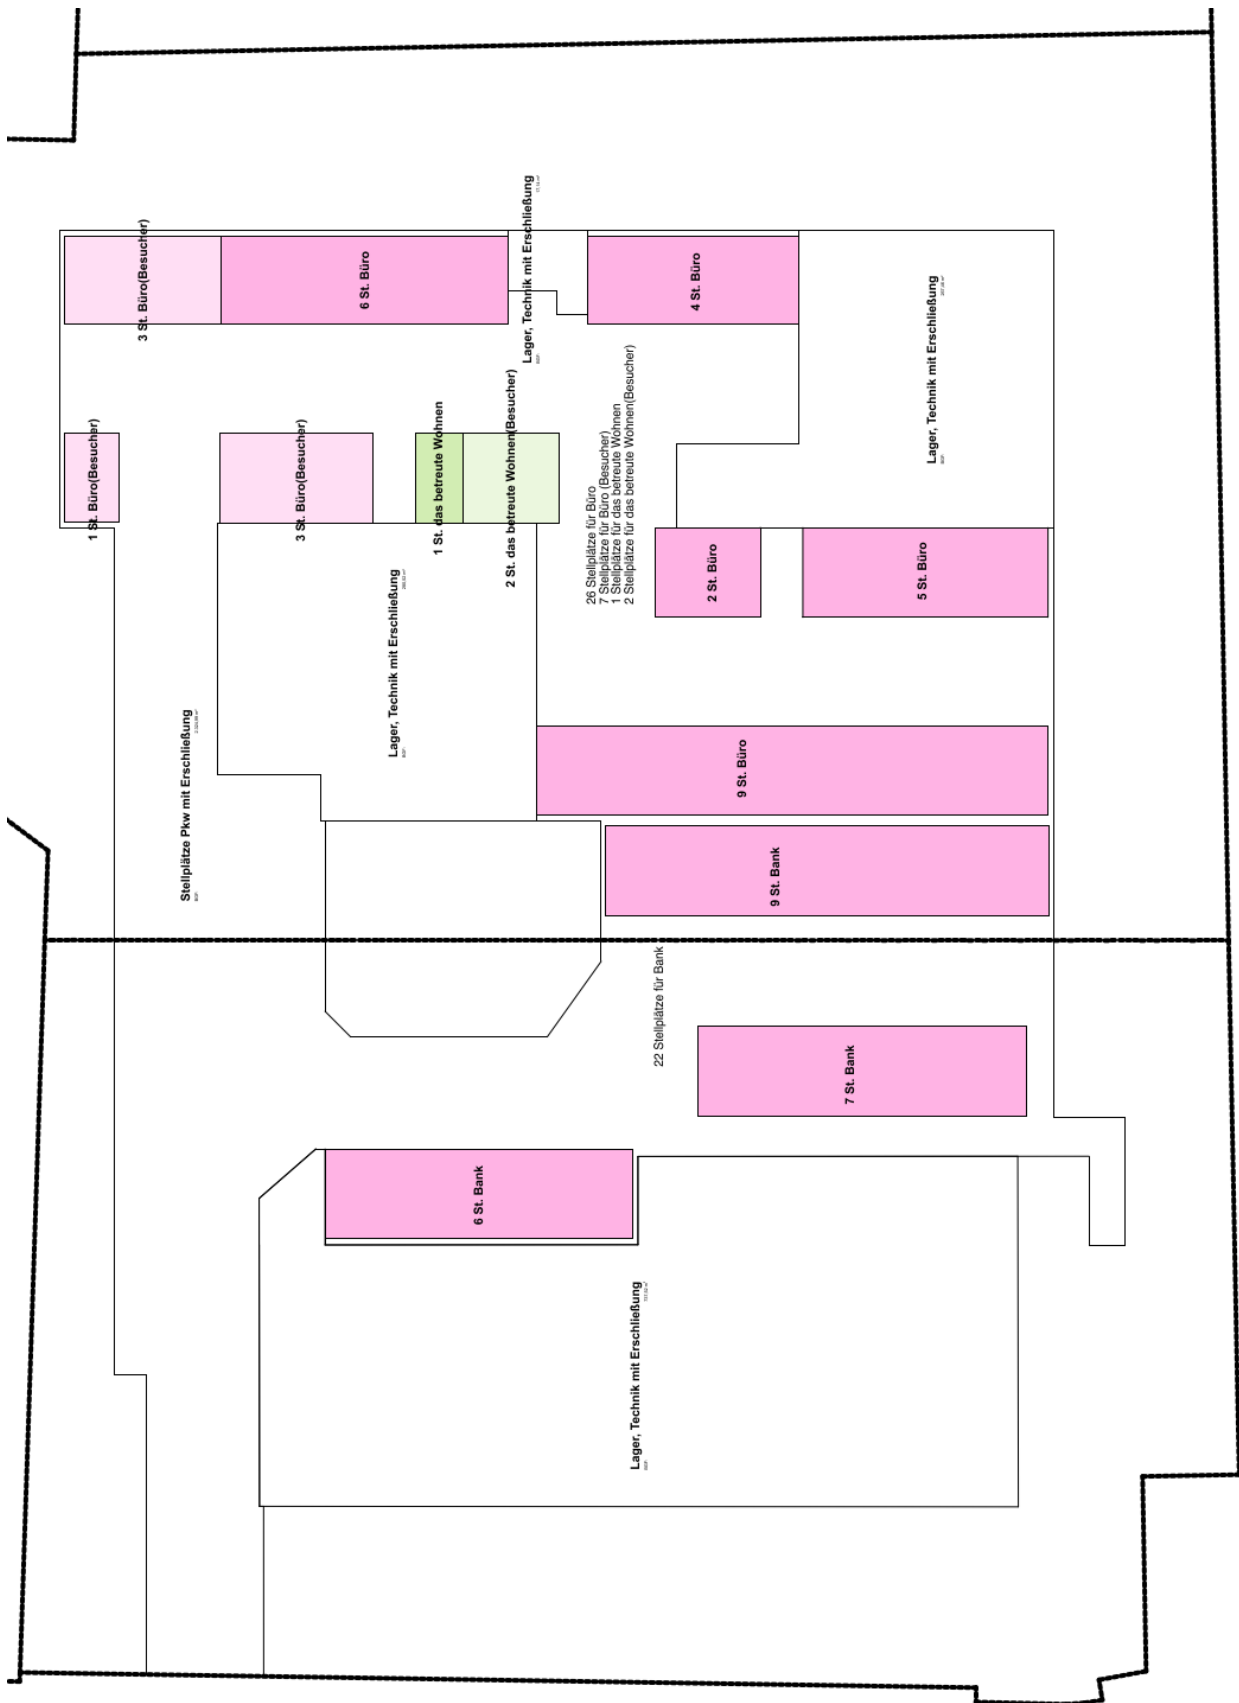 1 St. Büro(Besucher)
3 St. Büro(Besucher)
Stellplätze Pkw mit Erschließung
3 St. Büro(Besucher)
6 St. Büro
Lager, Technik mit Erschließung
1 St. das betreute Wohnen
6 St. Bank
2 St. das betreute Wohnen(Besucher)
Lager, Technik mit Erschließung
26 Stellplätze für Büro
7 Stellplätze für Büro (Besucher)
1 Stellplätze für das betreute Wohnen
2 Stellplätze für das betreute Wohnen(Besucher)
Lager, Technik mit Erschließung
22 Stellplätze für Bank
4 St. Büro
2 St. Büro
9 St. Büro
9 St. Bank
7 St. Bank
5 St. Büro
Lager, Technik mit Erschließung